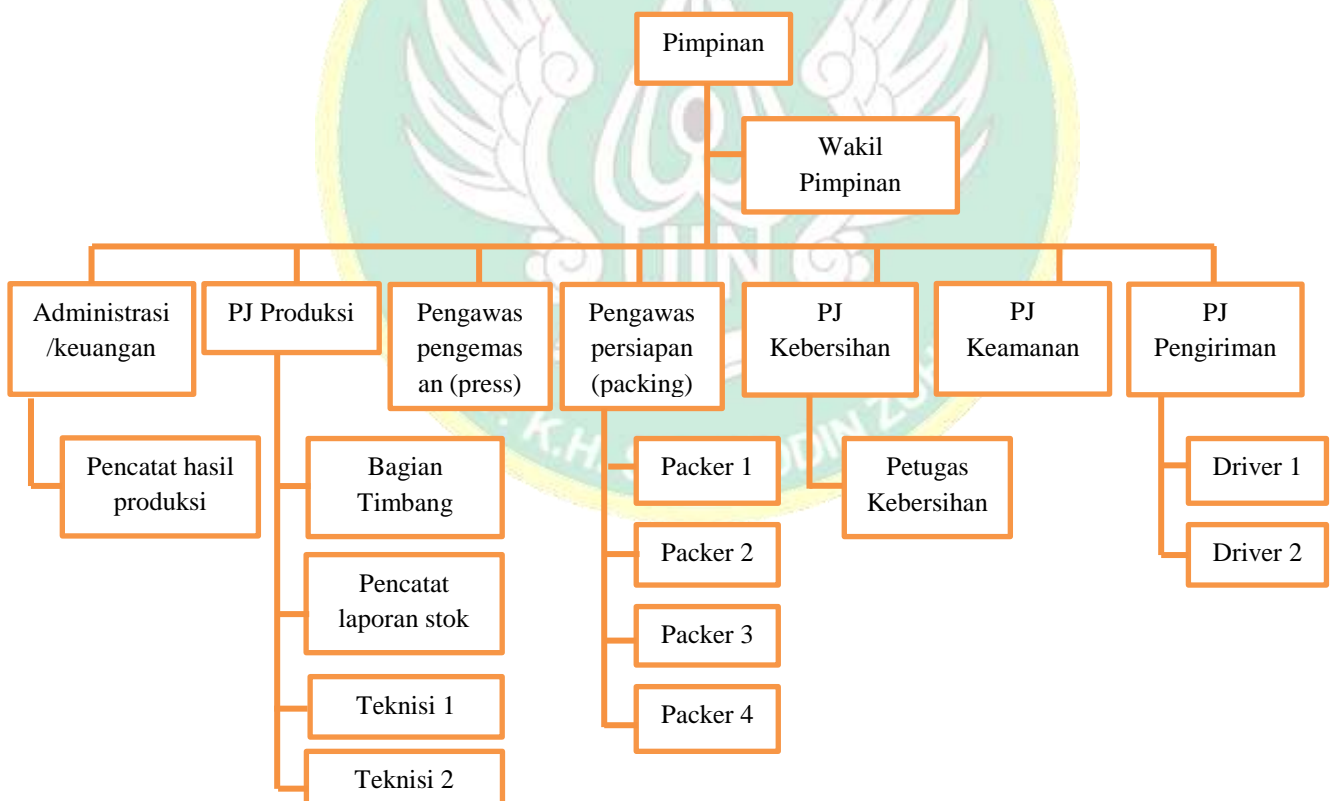 Pimpinan
Wakil
Pimpinan
Administrasi
/keuangan
PJ Produksi
Pengawas
pengemas
an (press)
Pengawas
persiapan
(packing)
PJ
Kebersihan
PJ
Keamanan
PJ
Pengiriman
Pencatat hasil
produksi
Bagian
Timbang
Pencatat
laporan stok
Teknisi 1
Teknisi 2
Packer 1
Packer 2
Packer 3
Packer 4
Petugas
Kebersihan
Driver 1
Driver 2
UIN
K.H.